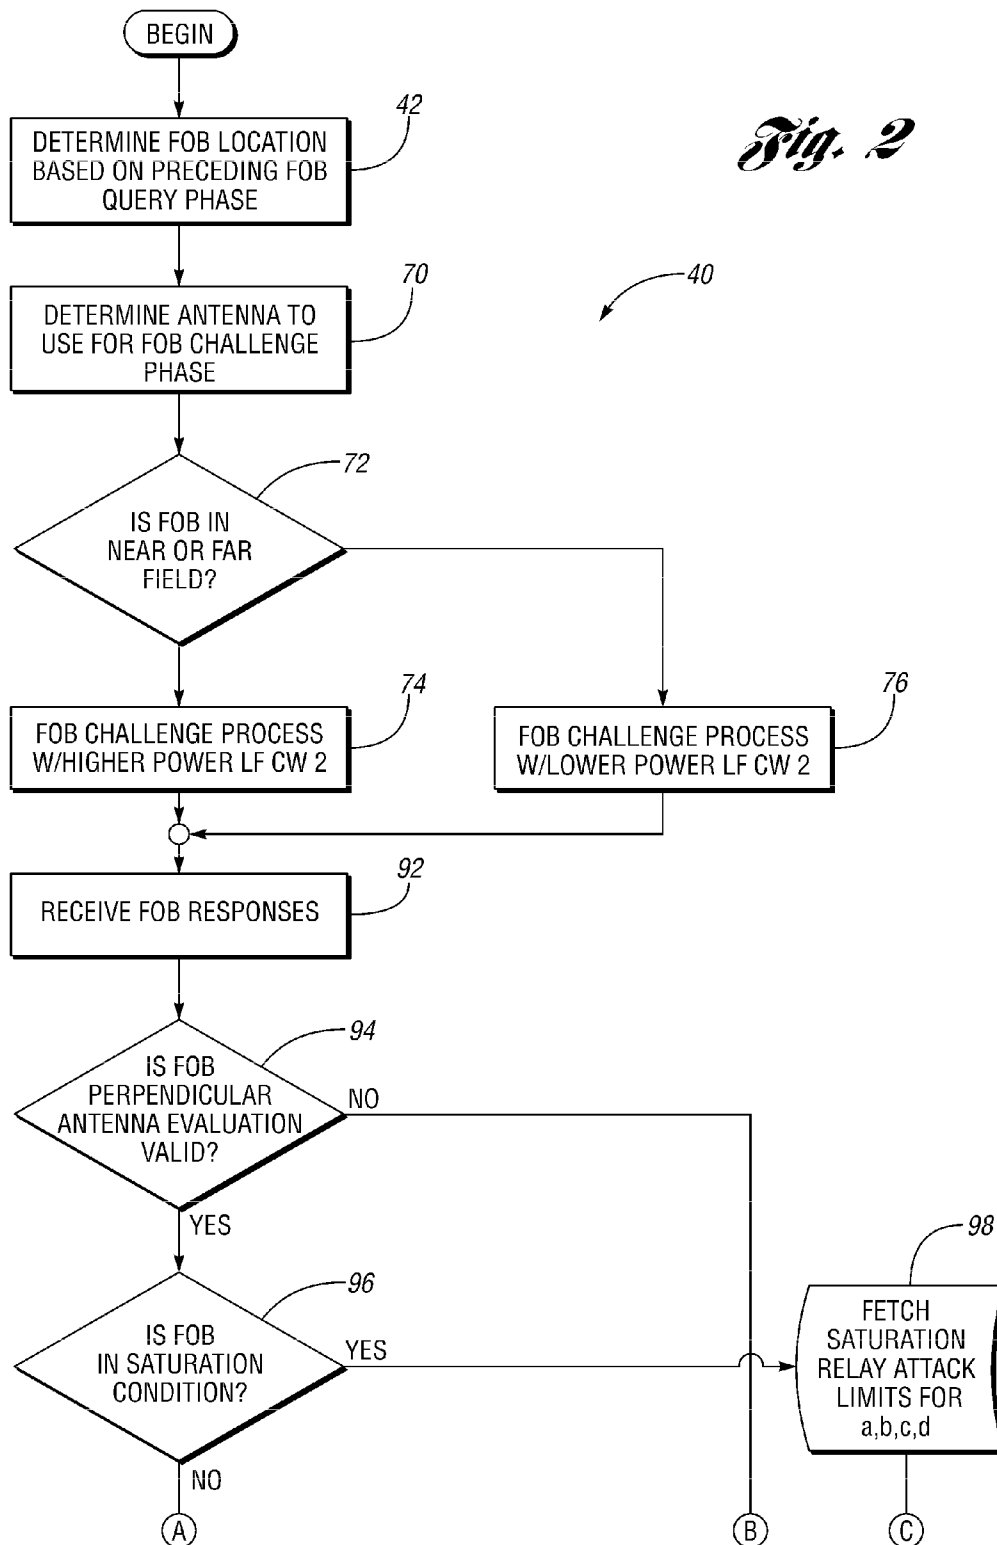 BEGIN
42
DETERMINE FOB LOCATION
BASED ON PRECEDING FOB
QUERY PHASE
Fig. 2
40
70
DETERMINE ANTENNA TO
USE FOR FOB CHALLENGE
PHASE
72
IS FOB IN
NEAR OR FAR
FIELD?
74
FOB CHALLENGE PROCESS
W/HIGHER POWER LF CW 2
76
FOB CHALLENGE PROCESS
W/LOWER POWER LF CW 2
92
RECEIVE FOB RESPONSES
94
IS FOB
PERPENDICULAR
ANTENNA EVALUATION
VALID?
NO
YES
96
IS FOB
IN SATURATION
CONDITION?
YES
NO
98
FETCH
SATURATION
RELAY ATTACK
LIMITS FOR
a,b,c,d
A
B
C